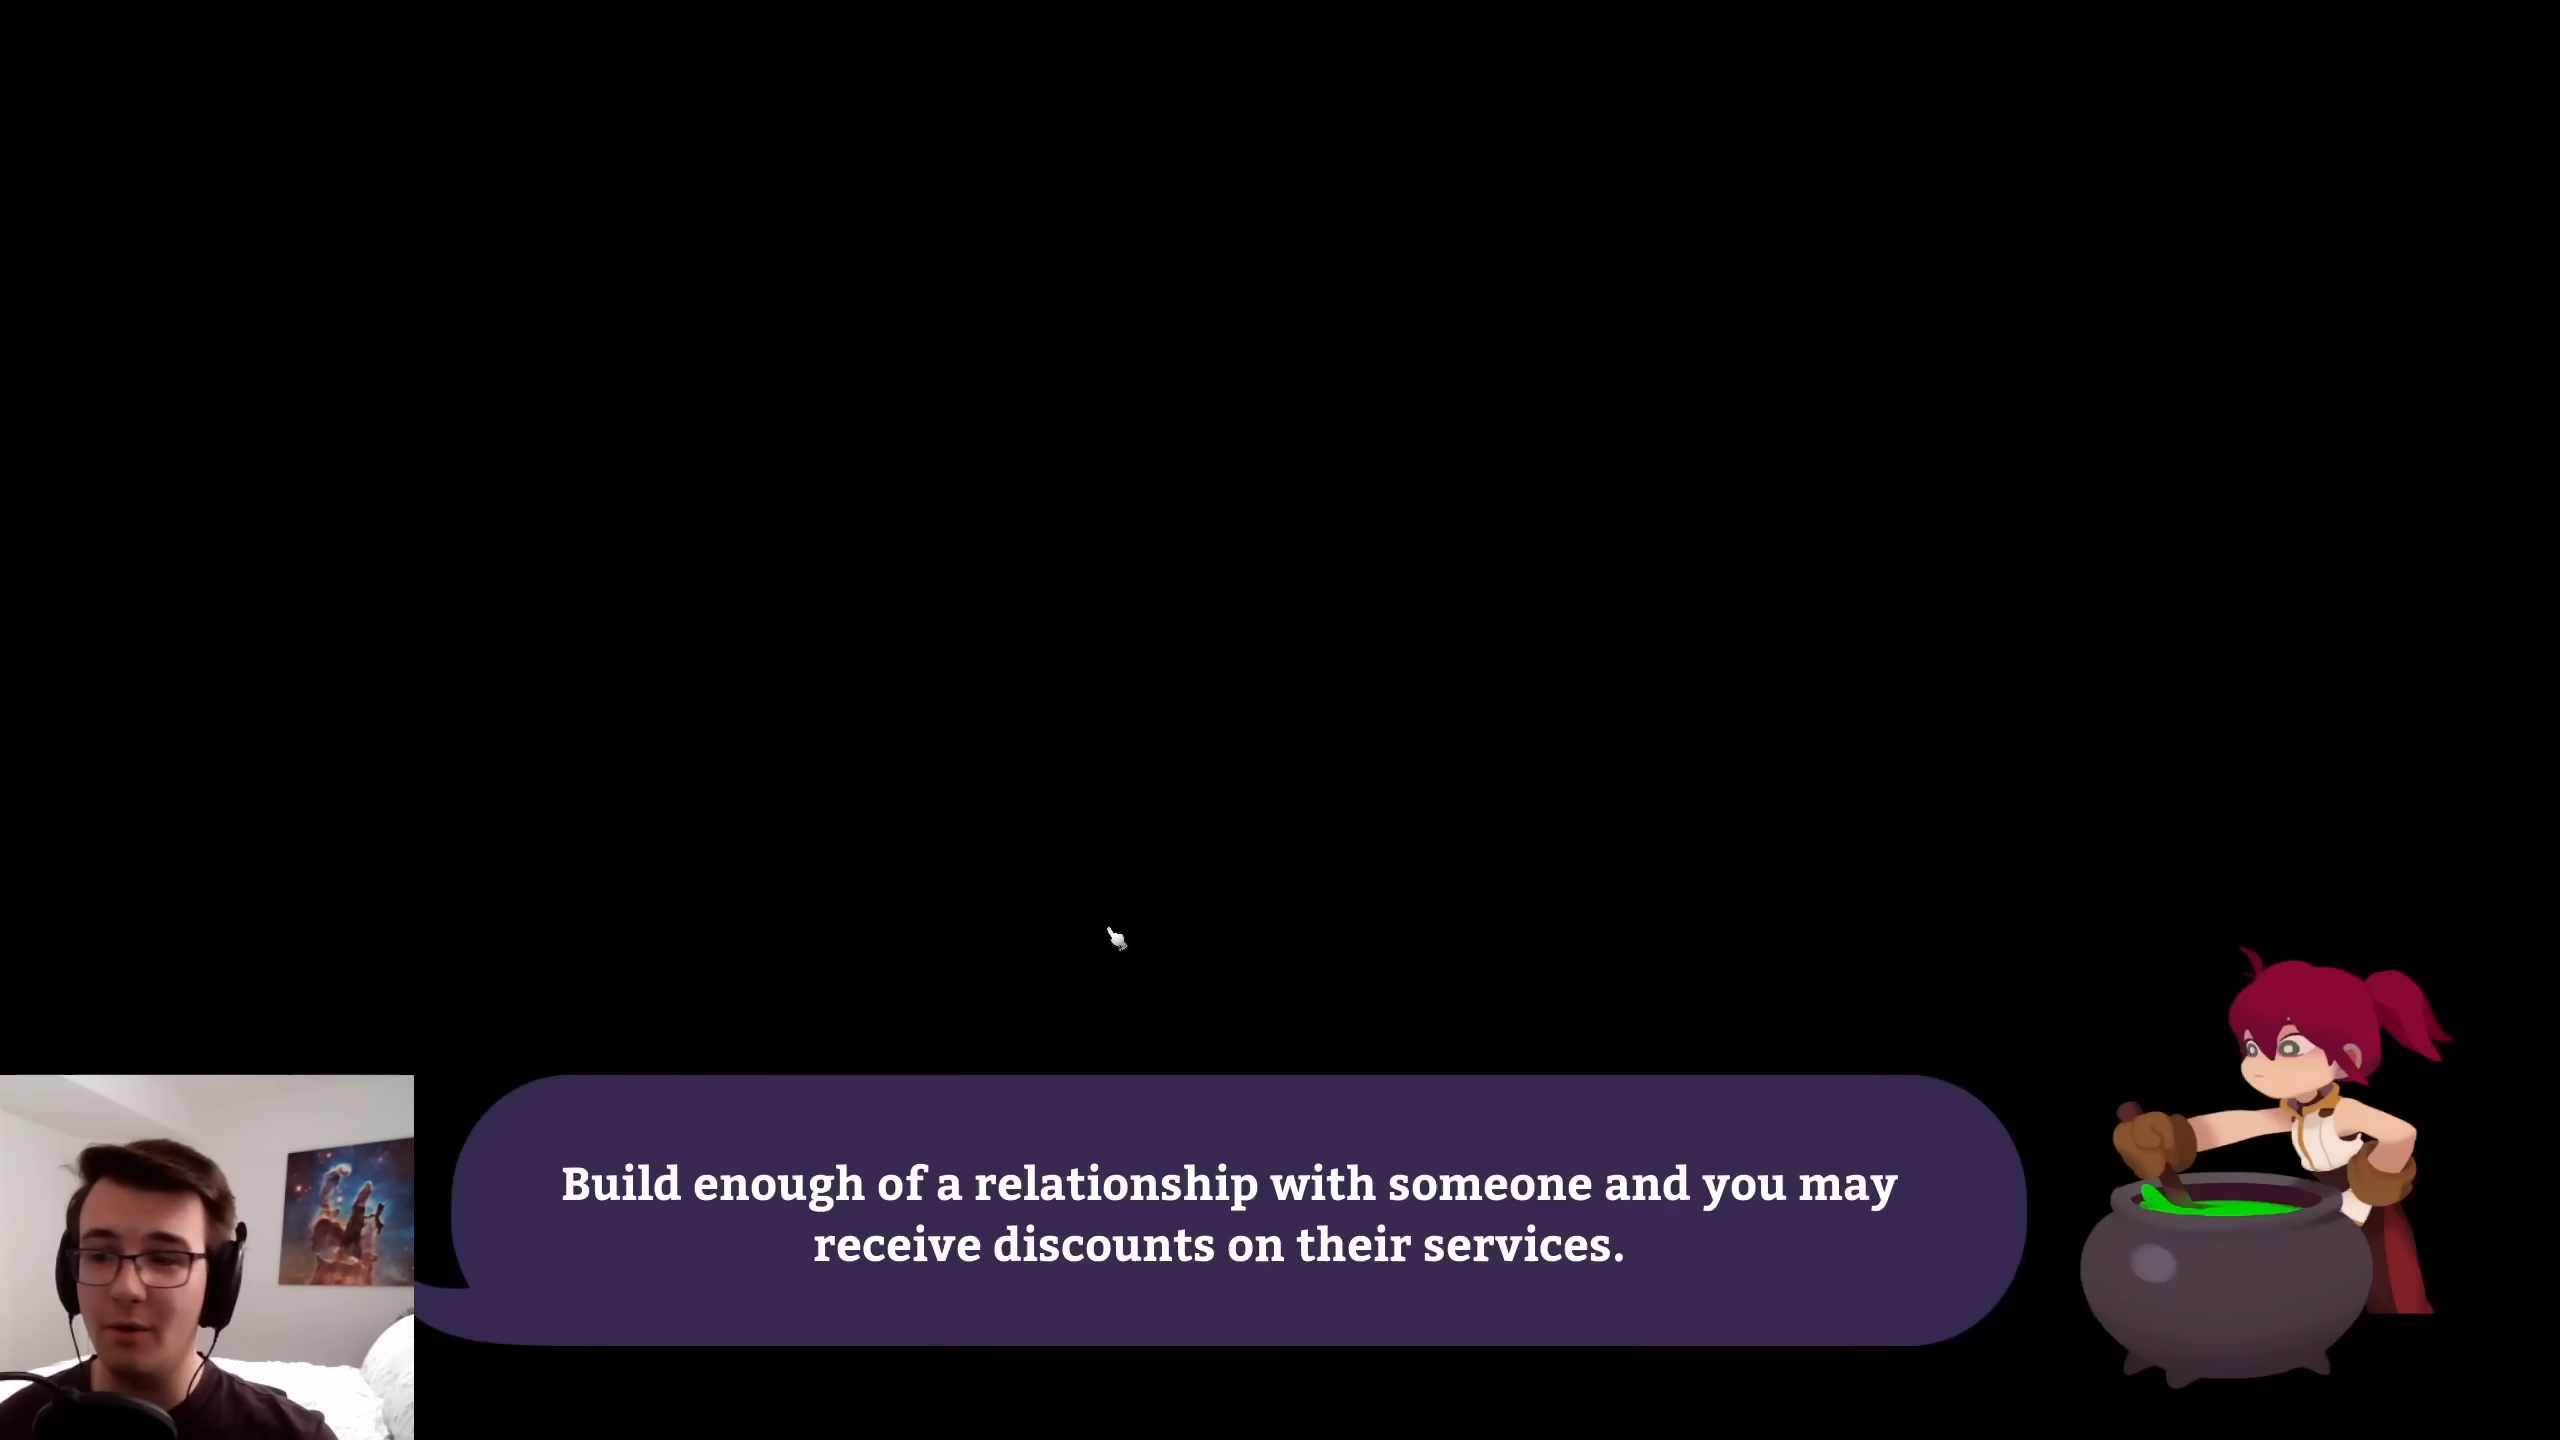 Build enough of a relationship with someone and you may
receive discounts on their services.